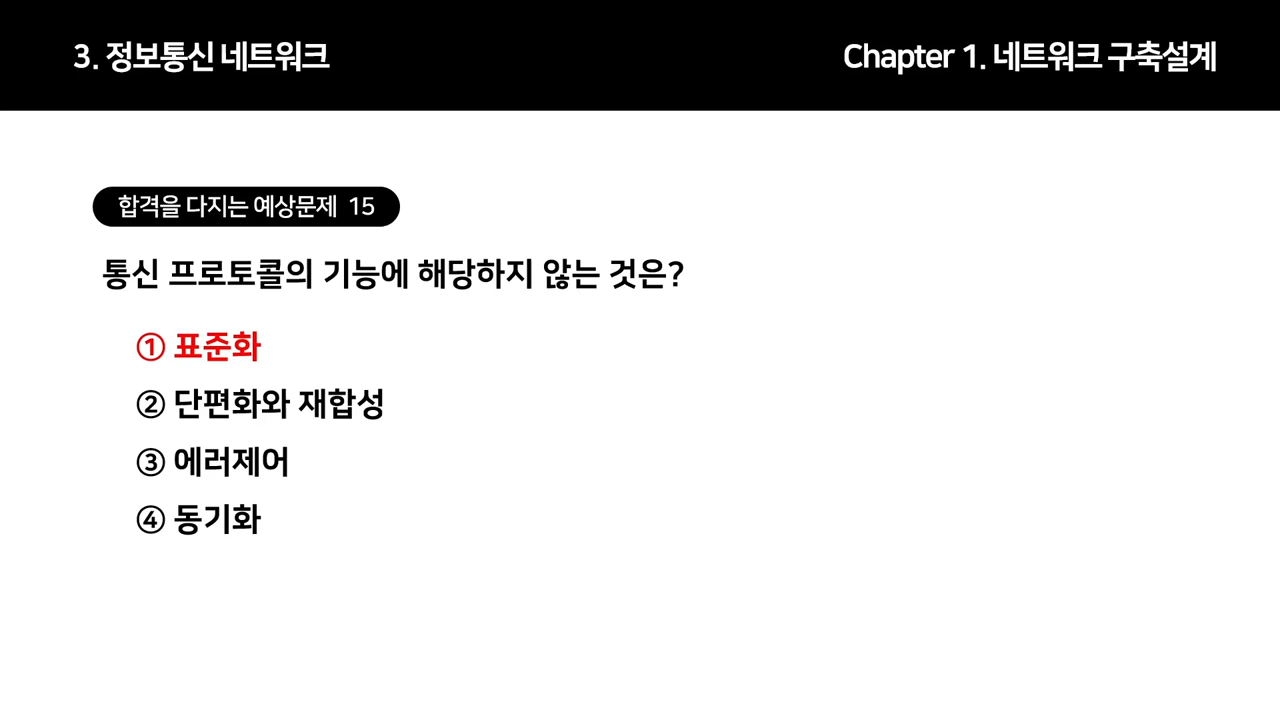 3. 정보통신 네트워크
Chapter 1. 네트워크 구축설계
합격을 다지는 예상문제 15
통신 프로토콜의 기능에 해당하지 않는 것은?
① 표준화
② 단편화와 재합성
③ 에러제어
④ 동기화